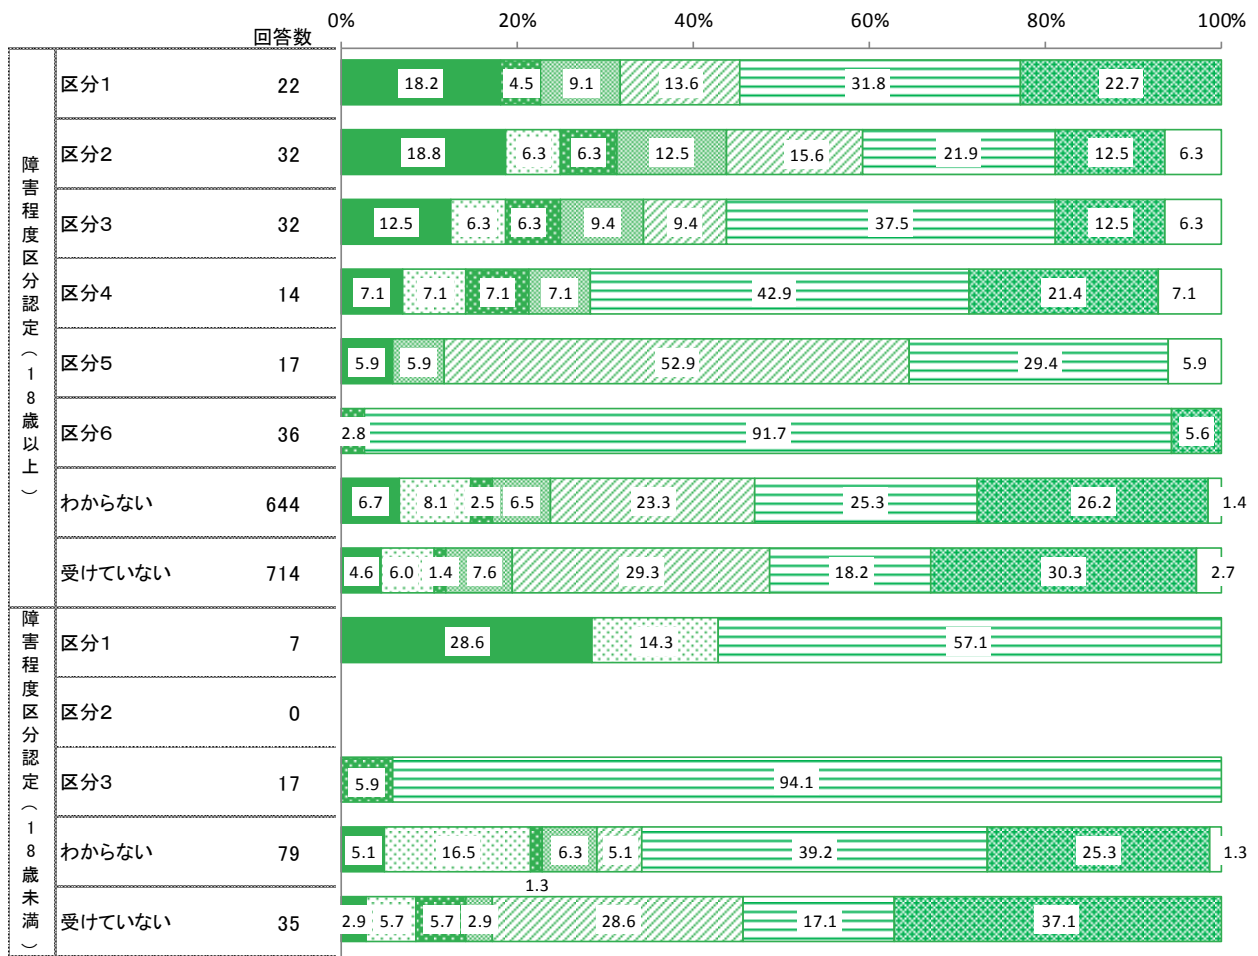 0% 20% 40% 60% 80% 100%
回答数
障害程度区分認定（18歳以上）
区分1 22 18.2 4.5 9.1 13.6 31.8 22.7
区分2 32 18.8 6.3 6.3 12.5 15.6 21.9 12.5 6.3
区分3 32 12.5 6.3 6.3 9.4 9.4 37.5 12.5 6.3
区分4 14 7.1 7.1 7.1 7.1 42.9 21.4 7.1
区分5 17 5.9 5.9 52.9 29.4 5.9
区分6 36 2.8 91.7 5.6
わからない 644 6.7 8.1 2.5 6.5 23.3 25.3 26.2 1.4
受けていない 714 4.6 6.0 1.4 7.6 29.3 18.2 30.3 2.7
障害程度区分認定（18歳未満）
区分1 7 28.6 14.3 57.1
区分2 0
区分3 17 5.9 94.1
わからない 79 5.1 16.5 6.3 5.1 39.2 25.3 1.3
1.3
受けていない 35 2.9 5.7 5.7 2.9 28.6 17.1 37.1